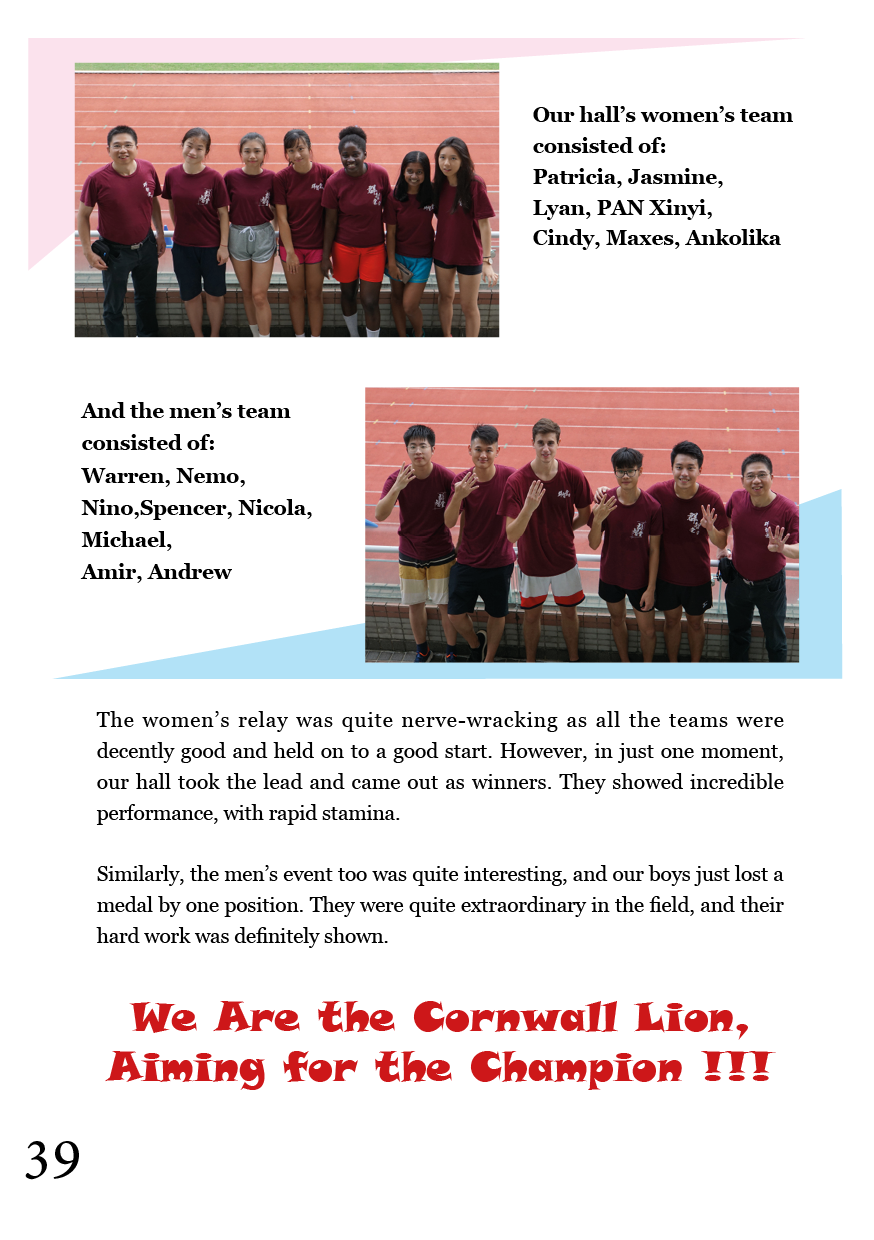 Our hall’s women’s team
consisted of:
Patricia, Jasmine,
Lyan, PAN Xinyi,
Cindy, Maxes, Ankolika
And the men’s team
consisted of:
Warren, Nemo,
Nino,Spencer, Nicola,
Michael,
Amir, Andrew
The women’s relay was quite nerve-wracking as all the teams were
decently good and held on to a good start. However, in just one moment,
our hall took the lead and came out as winners. They showed incredible
performance, with rapid stamina.
Similarly, the men’s event too was quite interesting, and our boys just lost a
medal by one position. They were quite extraordinary in the field, and their
hard work was definitely shown.
We Are the Cornwall Lion,
Aiming for the Champion !!!
39